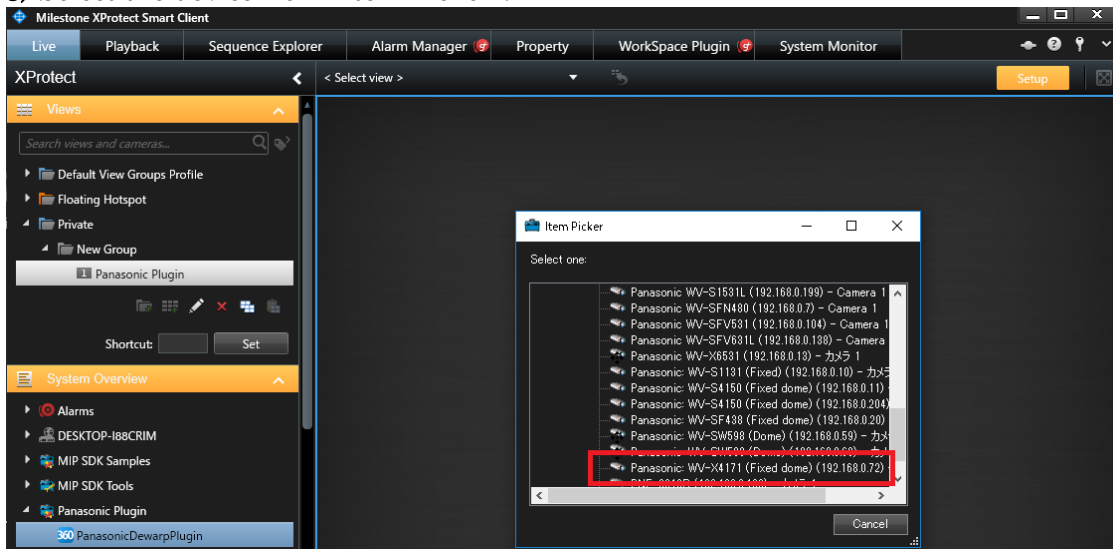 Milestone XProtect Smart Client
Live Playback Sequence Explorer Alarm Manager Property WorkSpace Plugin System Monitor
XProtect < Select view > Setup
Views
Search views and cameras...
Default View Groups Profile
Floating Hotspot
Private
New Group
1 Panasonic Plugin
Shortcut: Set
System Overview
Alarms
DESKTOP-I88CRIM
MIP SDK Samples
MIP SDK Tools
Panasonic Plugin
360 PanasonicDewarpPlugin
Item Picker
Select one:
Panasonic WV-S1531L (192.168.0.199) - Camera 1
Panasonic WV-SFN480 (192.168.0.7) - Camera 1
Panasonic WV-SFV531 (192.168.0.104) - Camera 1
Panasonic WV-SFV631L (192.168.0.138) - Camera
Panasonic WV-X6531 (192.168.0.13) - カメラ 1
Panasonic: WV-S1131 (Fixed) (192.168.0.10) - カメラ
Panasonic: WV-S4150 (Fixed dome) (192.168.0.11) -
Panasonic: WV-S4150 (Fixed dome) (192.168.0.204)
Panasonic: WV-SF438 (Fixed dome) (192.168.0.20)
Panasonic: WV-SW598 (Dome) (192.168.0.59) - カメ
Panasonic: WV-X4171 (Fixed dome) (192.168.0.72) -
Cancel